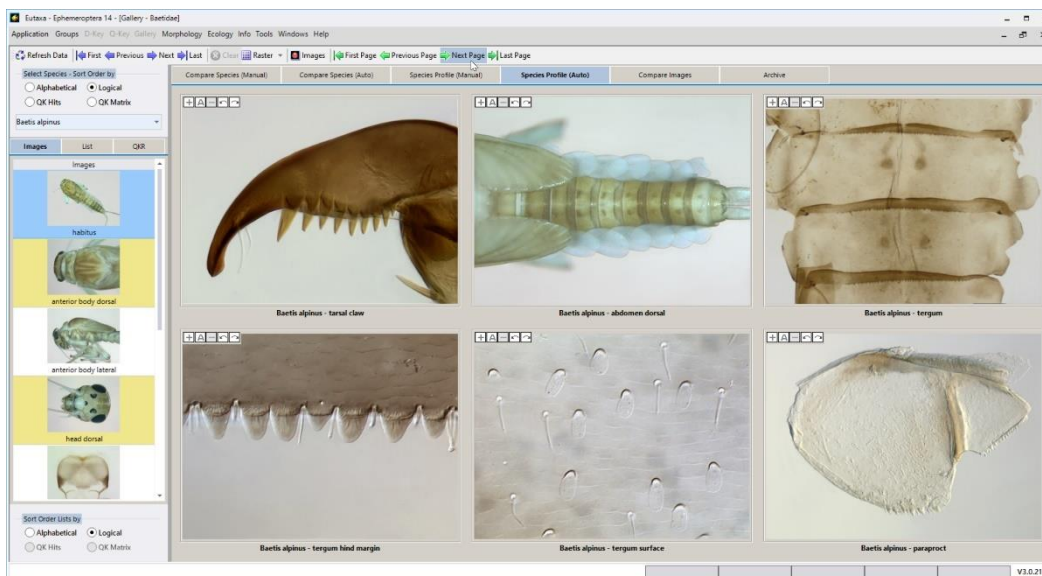 Eutaxa - Ephemeroptera 14 - [Gallery - Baetidae]
Application Groups D-Key Q-Key Gallery Morphology Ecology Info Tools Windows Help
Refresh Data First Previous Next Last Clear Raster Images First Page Previous Page Next Page Last Page
Select Species - Sort Order by
Alphabetical Logical
QK Hits QK Matrix
Baetis alpinus
Images List QKR
Compare Species (Manual) Compare Species (Auto) Species Profile (Manual) Species Profile (Auto) Compare Images Archive
Images
habitus
anterior body dorsal
anterior body lateral
head dorsal
Sort Order Lists by
Alphabetical Logical
QK Hits QK Matrix
Baetis alpinus - tarsal claw
Baetis alpinus - abdomen dorsal
Baetis alpinus - tergum
Baetis alpinus - tergum hind margin
Baetis alpinus - tergum surface
Baetis alpinus - paraproct
V3.0.21